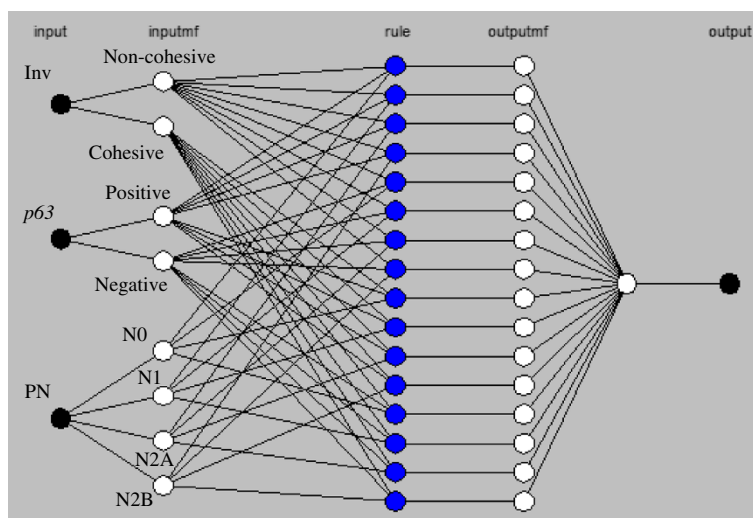 input inputmf rule outputmf output
Non-cohesive
Inv
Cohesive
Positive
p63
Negative
N0
N1
PN
N2A
N2B